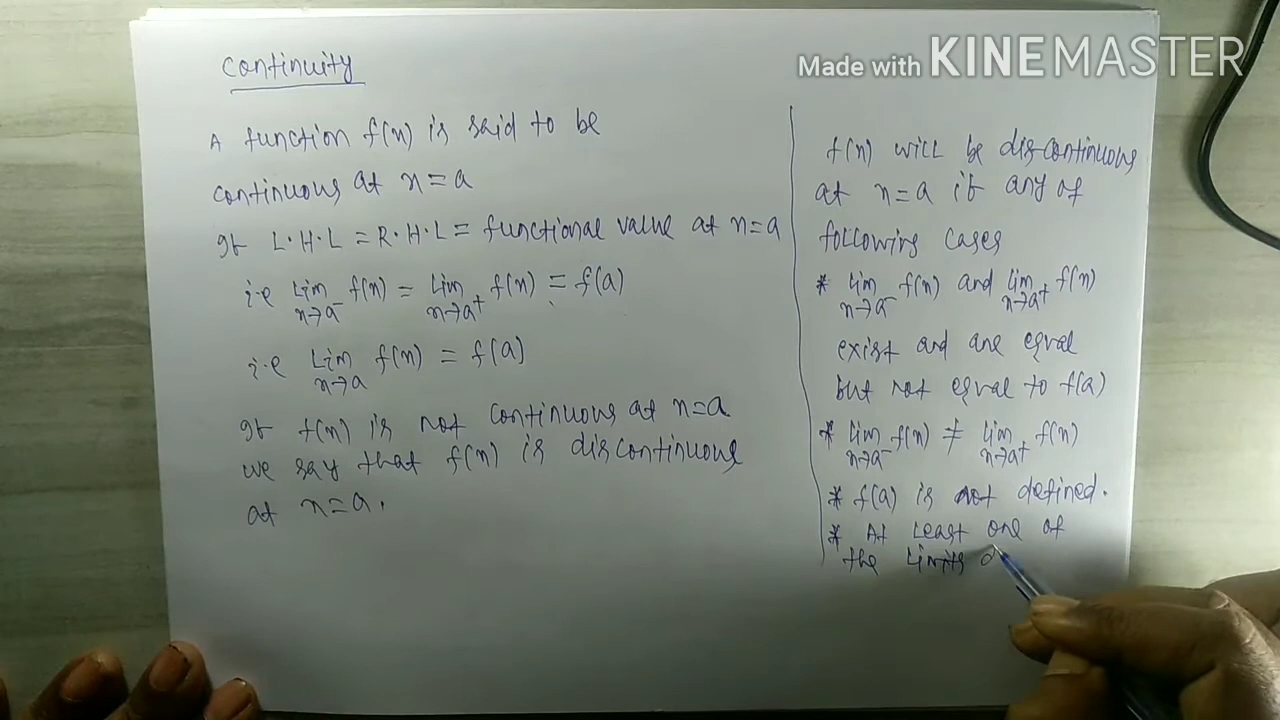 Made with KINEMASTER
Continuity
A function f(x) is said to be
continuous at x=a
If L.H.L = R.H.L = functional value at x=a
i.e Lim x→a⁻ f(x) = Lim x→a⁺ f(x) = f(a)
i.e Lim x→a f(x) = f(a)
If f(x) is not continuous at x=a
we say that f(x) is discontinuous
at x=a.
f(x) will be discontinuous
at x=a if any of
following cases
* lim x→a⁻ f(x) and lim x→a⁺ f(x)
exist and are equal
but not equal to f(a)
* lim x→a⁻ f(x) ≠ lim x→a⁺ f(x)
* f(a) is not defined.
* At Least one of
the Limits